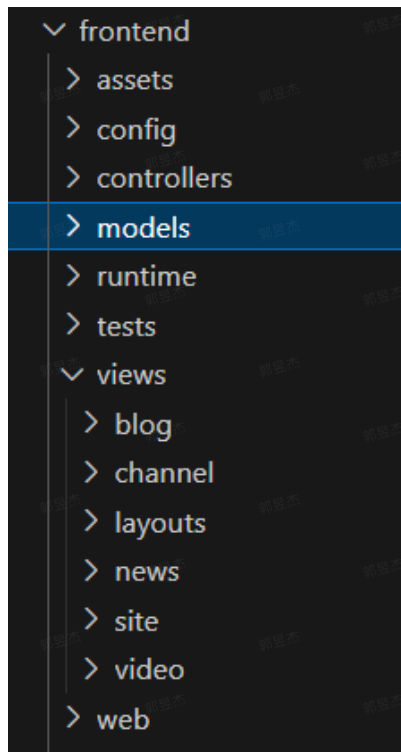 frontend
assets
config
controllers
models
runtime
tests
views
blog
channel
layouts
news
site
video
web